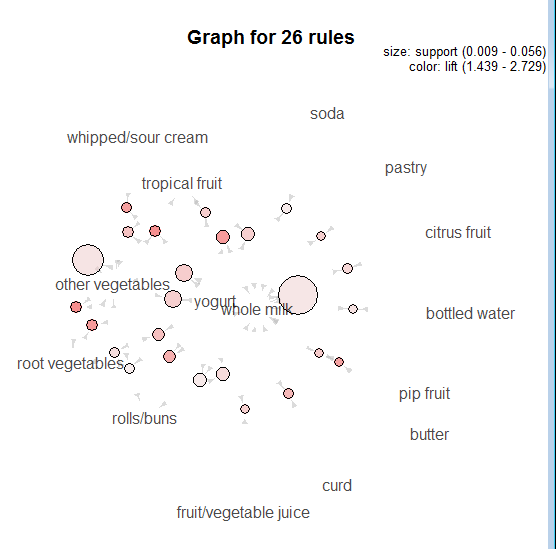 Graph for 26 rules
size: support (0.009 - 0.056)
color: lift (1.439 - 2.729)
soda
whipped/sour cream
pastry
tropical fruit
citrus fruit
other vegetables
yogurt
whole milk
bottled water
root vegetables
pip fruit
rolls/buns
butter
curd
fruit/vegetable juice